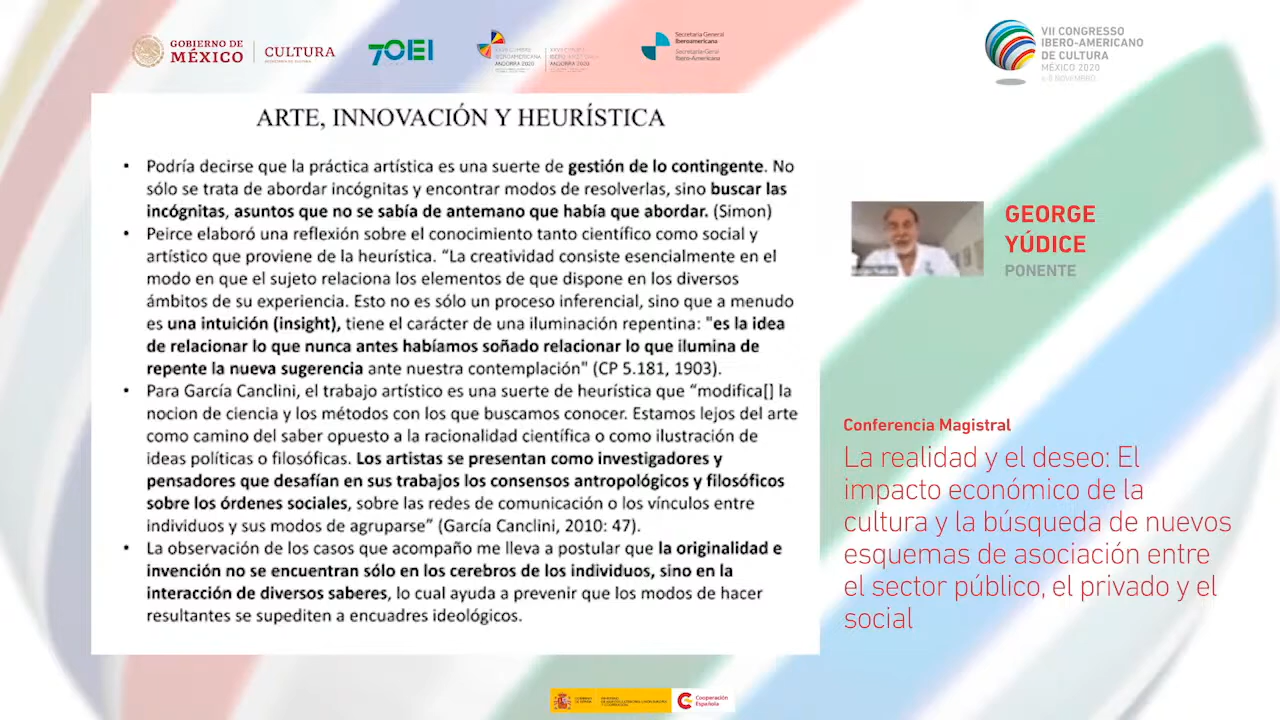 GOBIERNO DE
MÉXICO
CULTURA
70EI
ANDORRA 2020
ANDORRA 2020
Secretaría General
Iberoamericana
Secretaria-Geral
Ibero-Americana
VII CONGRESSO
IBERO-AMERICANO
DE CULTURA
MÉXICO 2020
ARTE, INNOVACIÓN Y HEURÍSTICA
• Podría decirse que la práctica artística es una suerte de gestión de lo contingente. No
sólo se trata de abordar incógnitas y encontrar modos de resolverlas, sino buscar las
incógnitas, asuntos que no se sabía de antemano que había que abordar. (Simon)
• Peirce elaboró una reflexión sobre el conocimiento tanto científico como social y
artístico que proviene de la heurística. “La creatividad consiste esencialmente en el
modo en que el sujeto relaciona los elementos de que dispone en los diversos
ámbitos de su experiencia. Esto no es sólo un proceso inferencial, sino que a menudo
es una intuición (insight), tiene el carácter de una iluminación repentina: "es la idea
de relacionar lo que nunca antes habíamos soñado relacionar lo que ilumina de
repente la nueva sugerencia ante nuestra contemplación" (CP 5.181, 1903).
• Para García Canclini, el trabajo artístico es una suerte de heurística que “modifica[] la
nocion de ciencia y los métodos con los que buscamos conocer. Estamos lejos del arte
como camino del saber opuesto a la racionalidad científica o como ilustración de
ideas políticas o filosóficas. Los artistas se presentan como investigadores y
pensadores que desafían en sus trabajos los consensos antropológicos y filosóficos
sobre los órdenes sociales, sobre las redes de comunicación o los vínculos entre
individuos y sus modos de agruparse” (García Canclini, 2010: 47).
• La observación de los casos que acompaño me lleva a postular que la originalidad e
invención no se encuentran sólo en los cerebros de los individuos, sino en la
interacción de diversos saberes, lo cual ayuda a prevenir que los modos de hacer
resultantes se supediten a encuadres ideológicos.
GEORGE
YÚDICE
PONENTE
Conferencia Magistral
La realidad y el deseo: El
impacto económico de la
cultura y la búsqueda de nuevos
esquemas de asociación entre
el sector público, el privado y el
social
Cooperación
Española